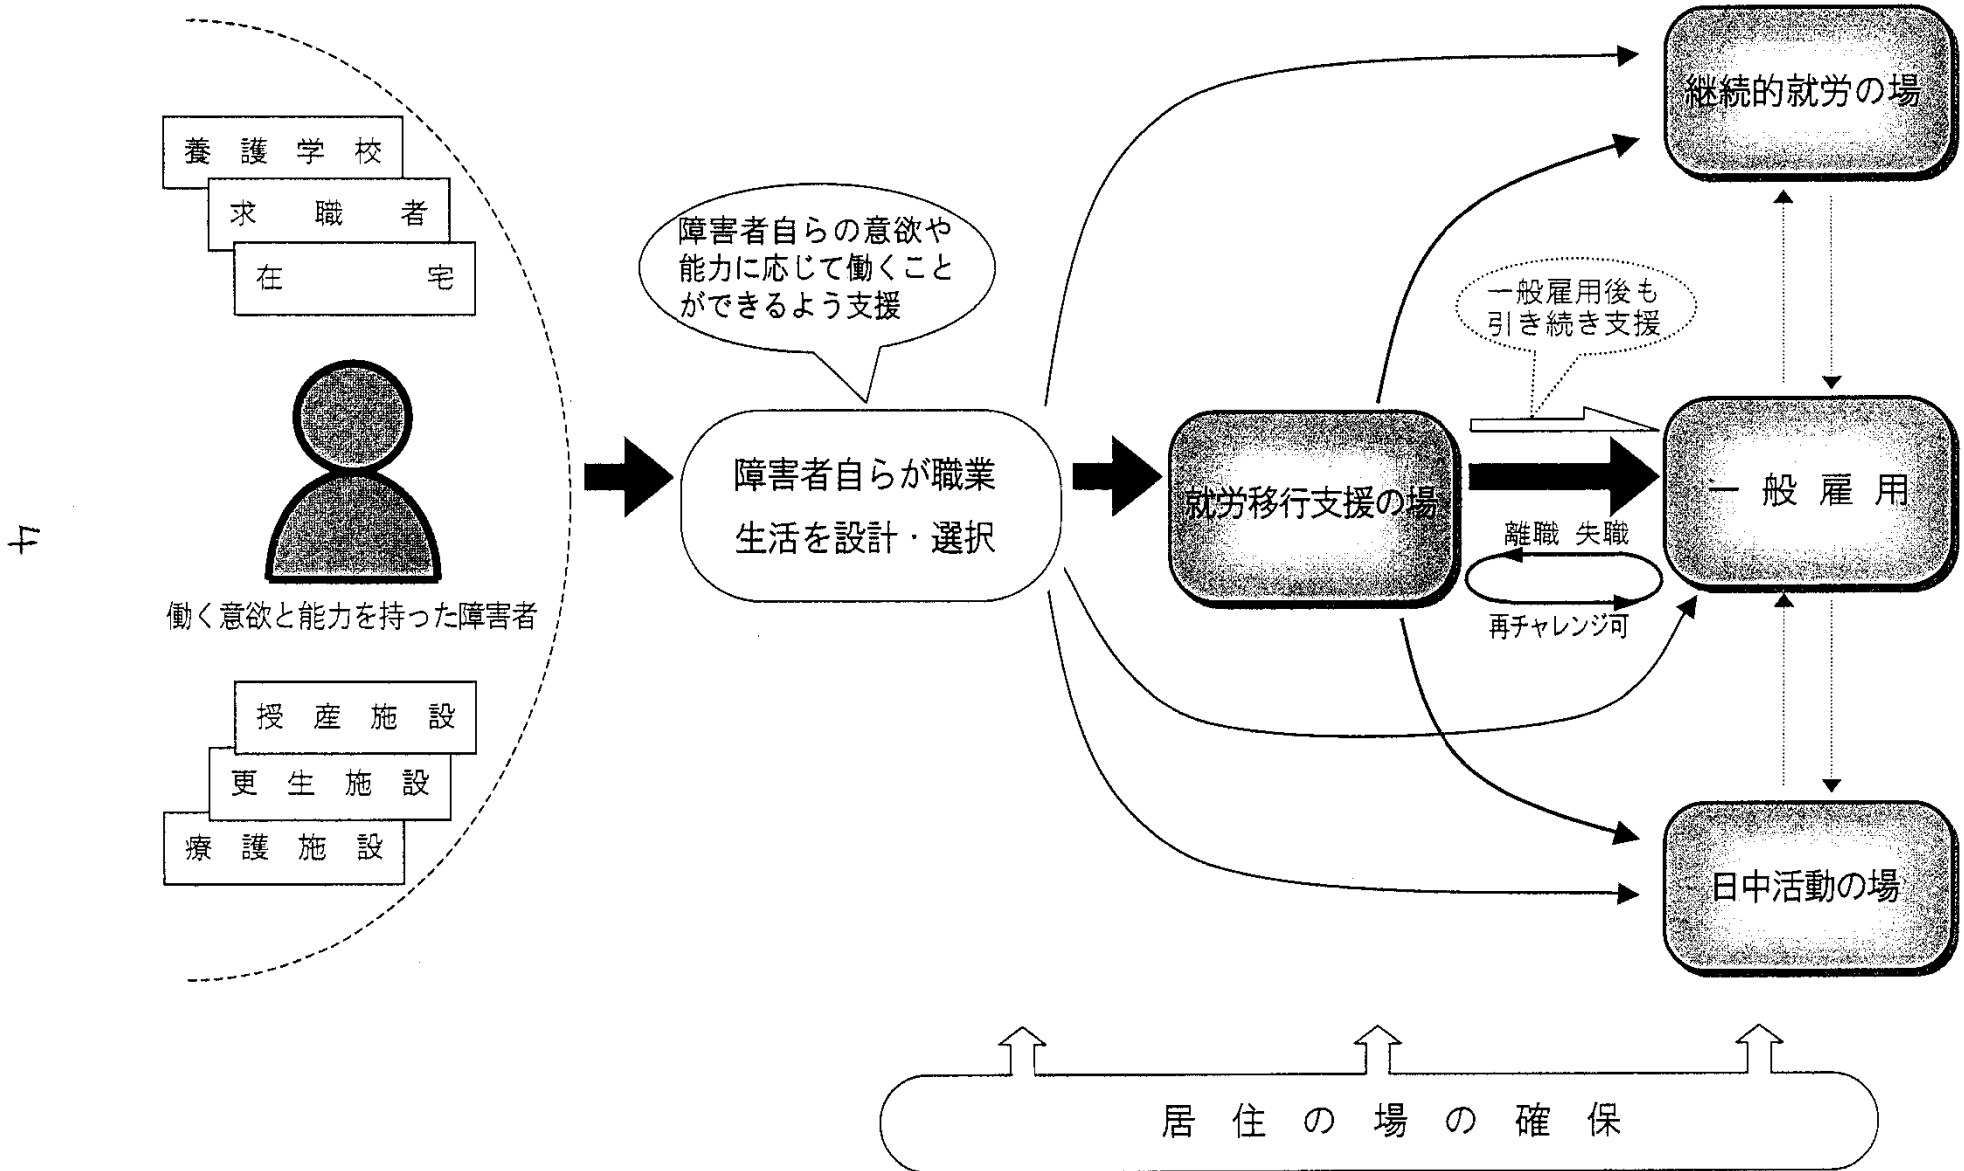 養護学校
求職者
在宅
働く意欲と能力を持った障害者
授産施設
更生施設
療護施設
障害者自らの意欲や
能力に応じて働くこと
ができるよう支援
障害者自らが職業
生活を設計・選択
就労移行支援の場
一般雇用後も
引き続き支援
離職 失職
再チャレンジ可
継続的就労の場
一般雇用
日中活動の場
居住の場の確保
4